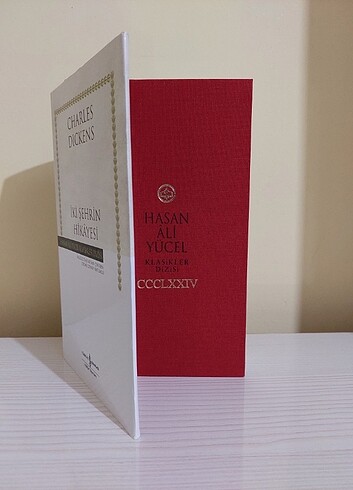 CHARLES
DICKENS
İKİ ŞEHRİN
HİKÂYESİ
HASAN
ÂLİ
YÜCEL
KLASİKLER
DİZİSİ
CCCLXXIV